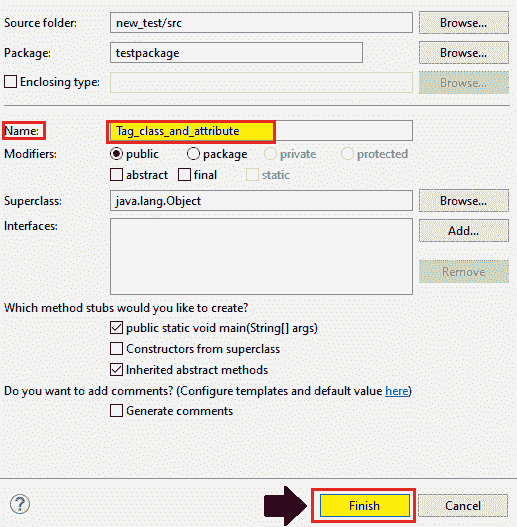 Source folder: new_test/src Browse...
Package: testpackage Browse...
Enclosing type: Browse...
Name: Tag_class_and_attribute
Modifiers: public package private protected
abstract final static
Superclass: java.lang.Object Browse...
Interfaces: Add...
Remove
Which method stubs would you like to create?
public static void main(String[] args)
Constructors from superclass
Inherited abstract methods
Do you want to add comments? (Configure templates and default value here)
Generate comments
? Finish Cancel